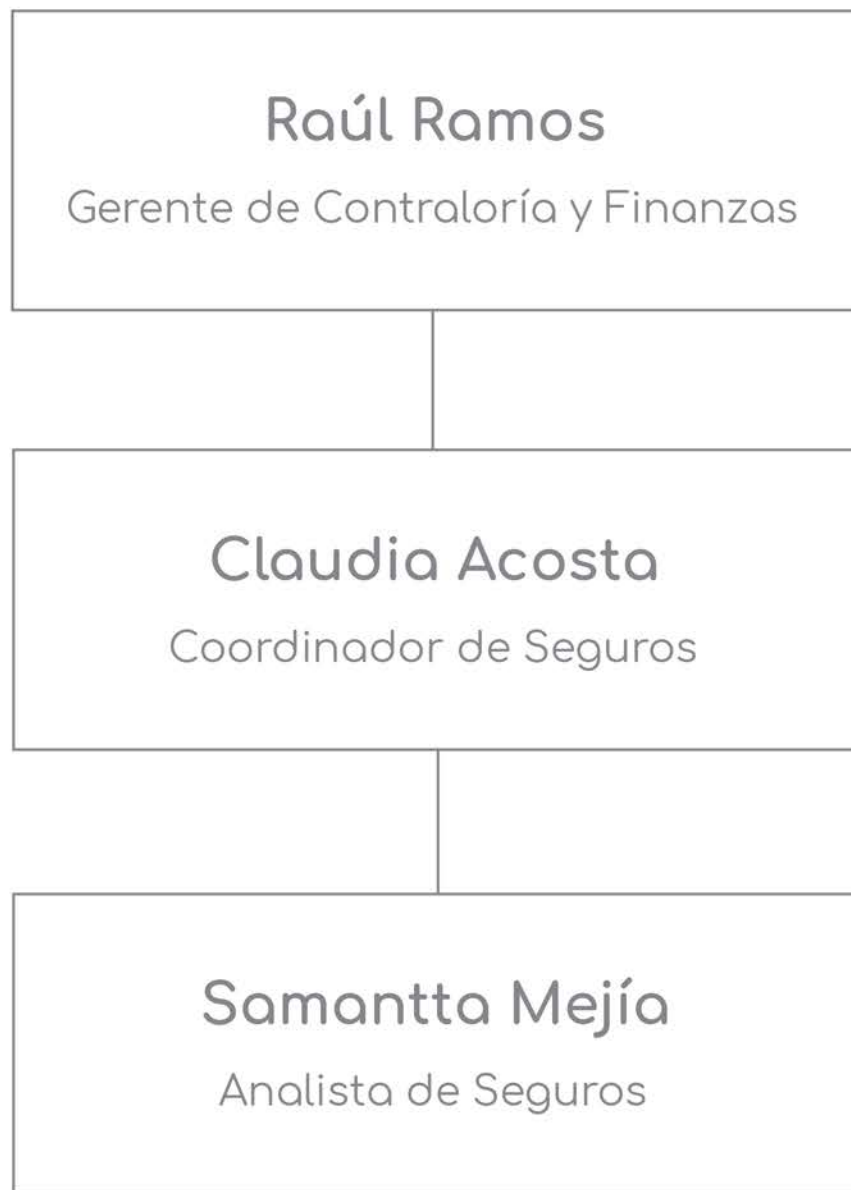 Raúl Ramos
Gerente de Contraloría y Finanzas
Claudia Acosta
Coordinador de Seguros
Samantta Mejía
Analista de Seguros